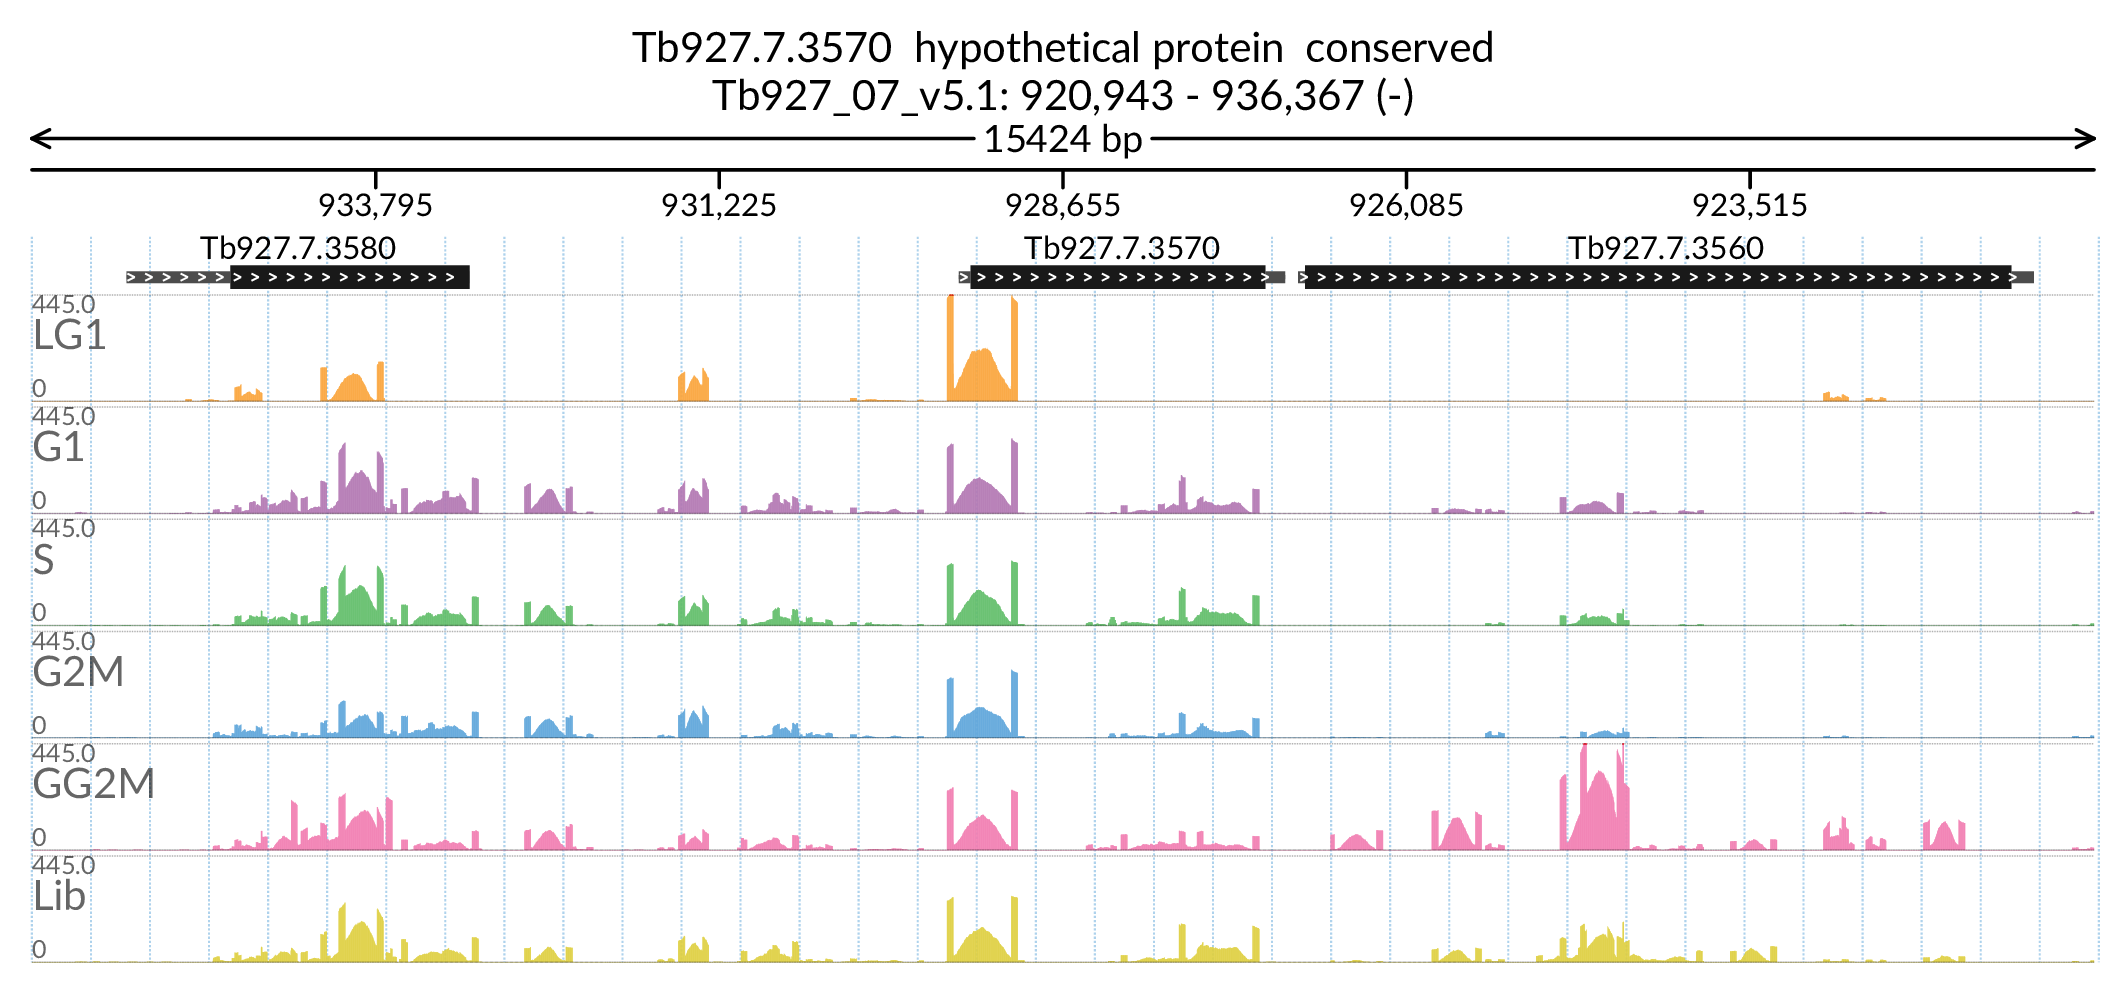 Tb927.7.3570  hypothetical protein  conserved
Tb927_07_v5.1: 920,943 - 936,367 (-)
15424 bp
933,795 931,225 928,655 926,085 923,515
Tb927.7.3580 Tb927.7.3570 Tb927.7.3560
445.0
LG1
0
445.0
G1
0
445.0
S
0
445.0
G2M
0
445.0
GG2M
0
445.0
Lib
0